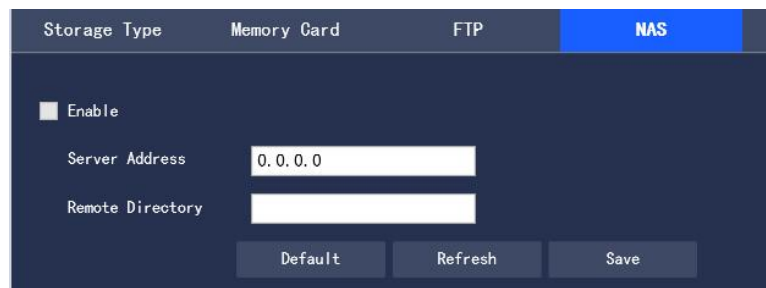 Storage Type Memory Card FTP NAS
Enable
Server Address 0.0.0.0
Remote Directory
Default Refresh Save